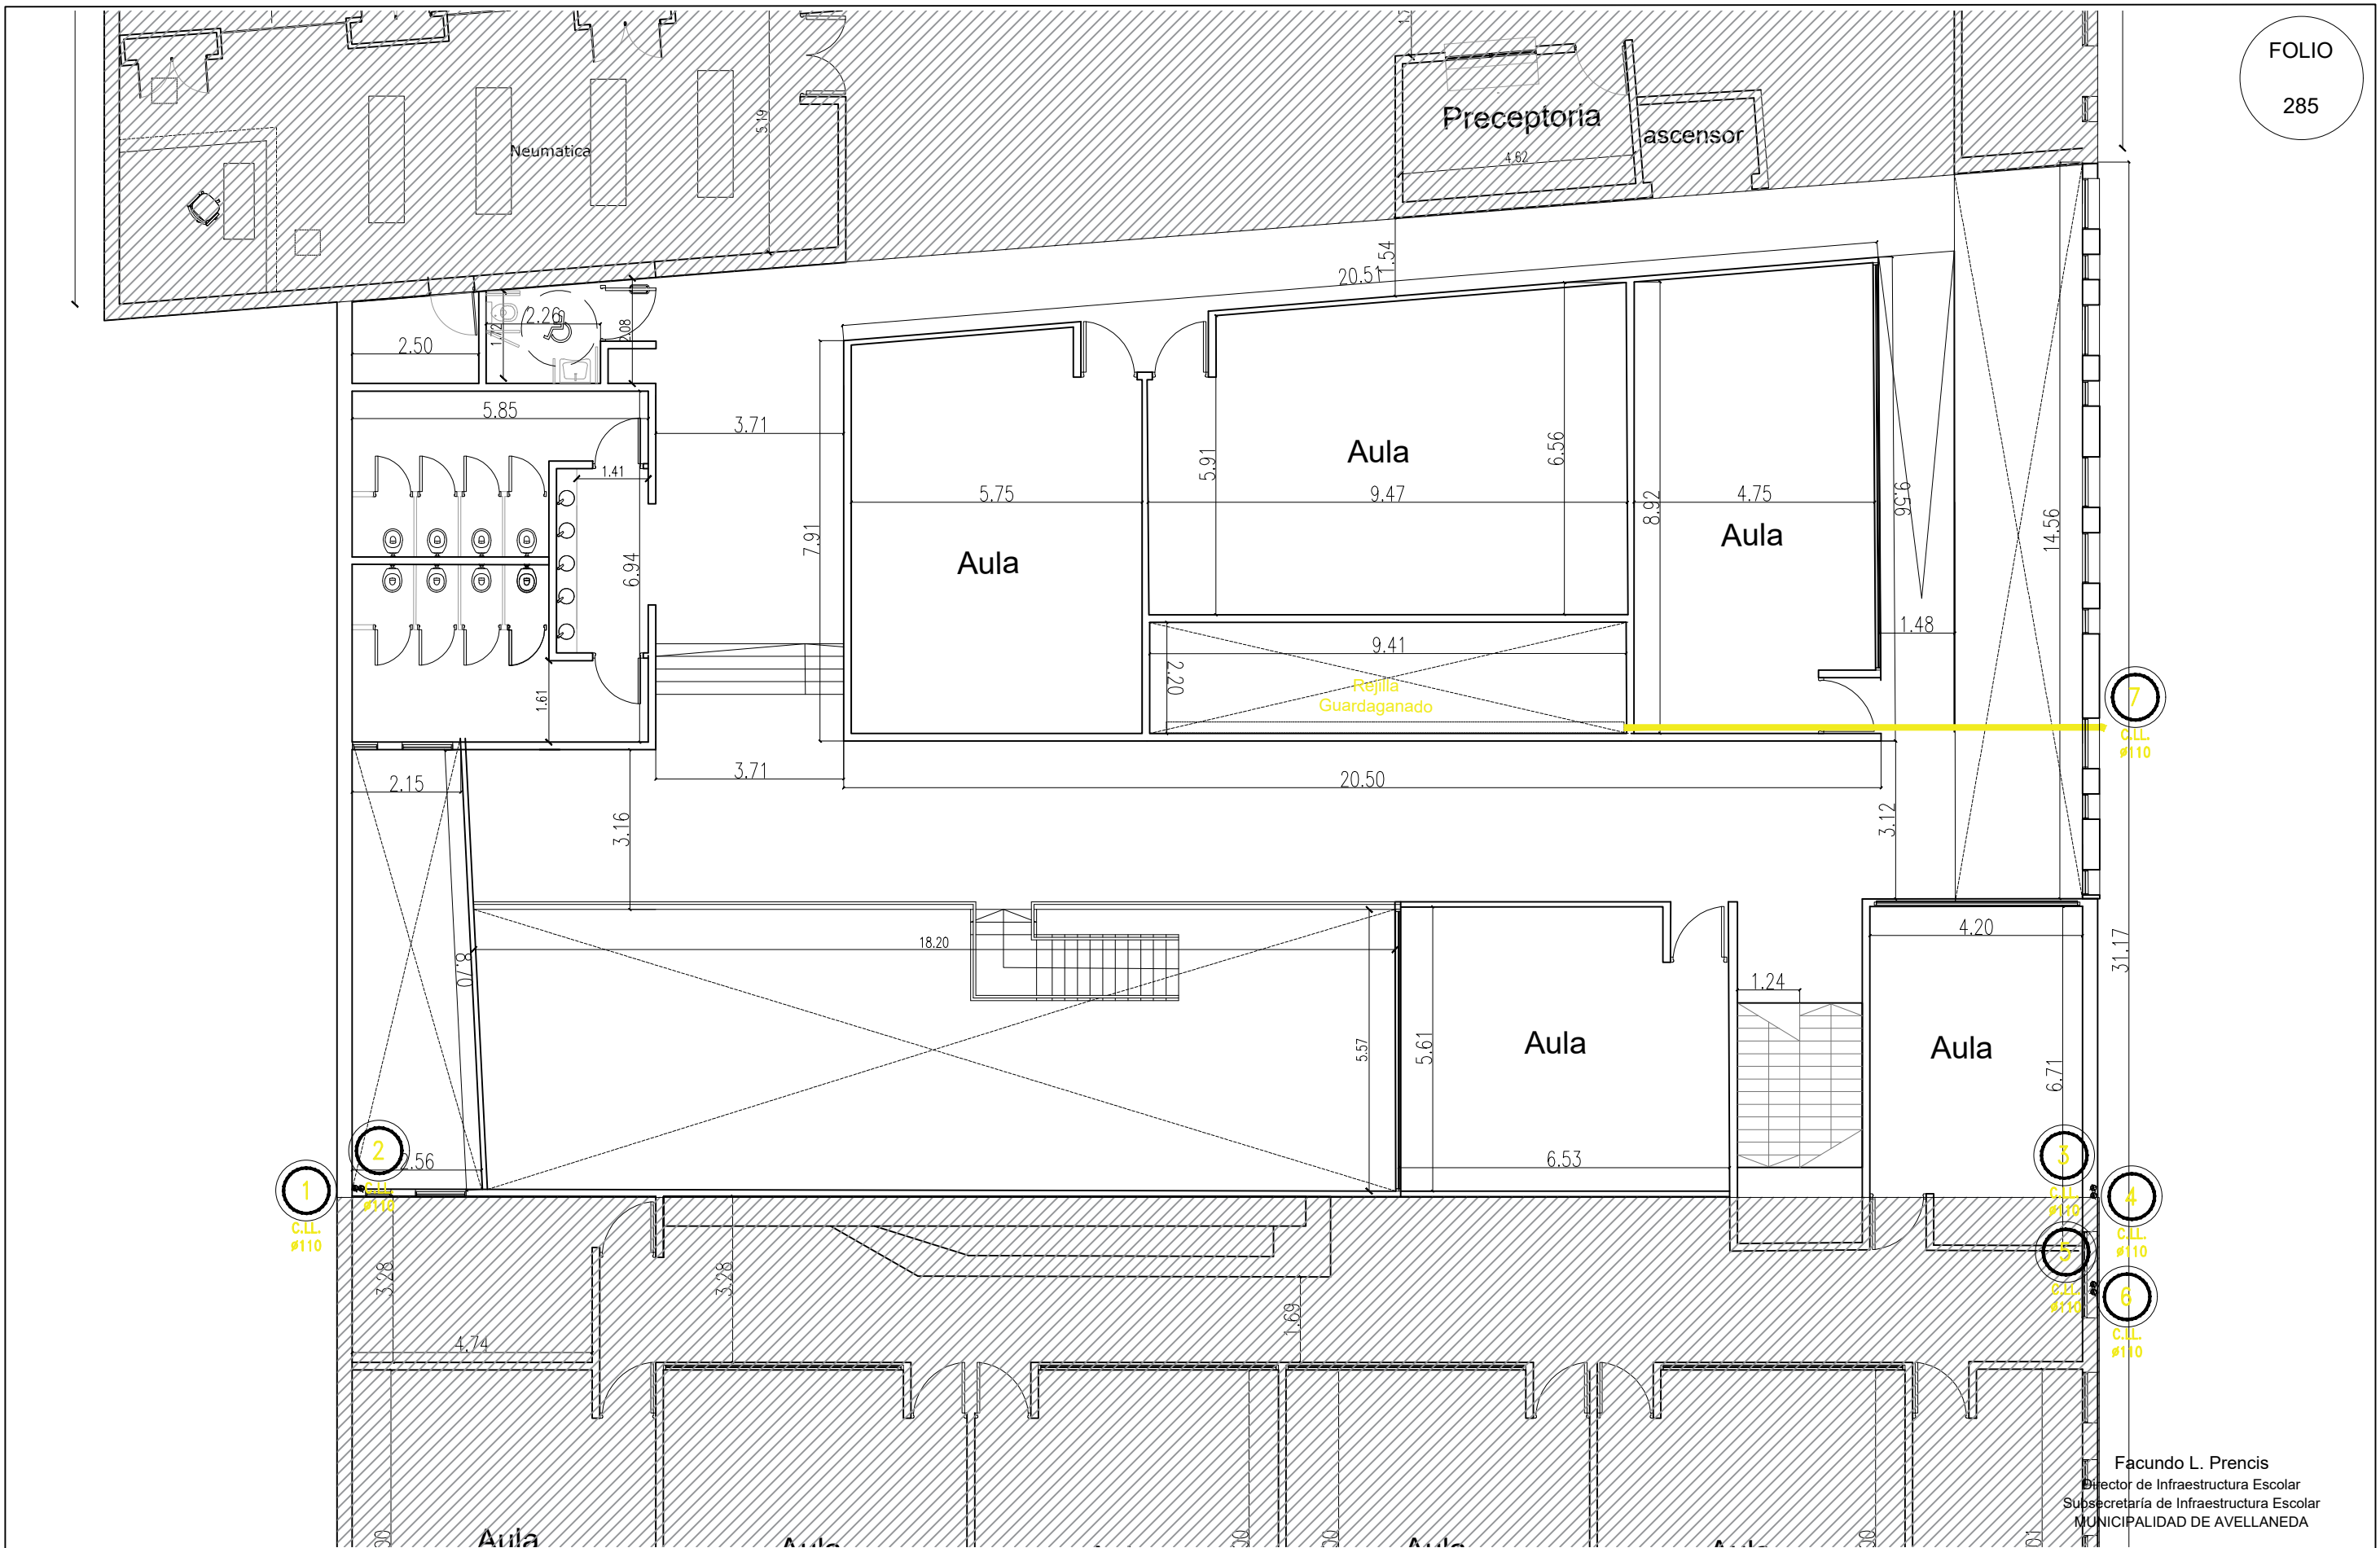 FOLIO
285
5.19
Neumatica
Preceptoria
ascensor
4.62
1.54
20.51
2.26
1.72
2.08
2.50
5.85
3.71
1.41
5.91
Aula
6.56
5.75
9.47
8.92
4.75
9.56
14.56
7.91
6.94
Aula
Aula
1.48
9.41
2.20
1.61
Rejilla
Guardaganado
7
C.LL.
ø110
3.71
20.50
2.15
3.16
3.12
18.20
4.20
8.70
31.17
1.24
5.57
5.61
Aula
Aula
6.71
6.53
2
2.56
C.LL.
ø110
1
C.LL.
ø110
3
C.LL.
ø110
4
C.LL.
ø110
5
C.LL.
ø110
6
C.LL.
ø110
3.28
3.28
1.69
4.74
Facundo L. Prencis
Director de Infraestructura Escolar
Subsecretaría de Infraestructura Escolar
MUNICIPALIDAD DE AVELLANEDA
Aula
Aula
Aula
Aula